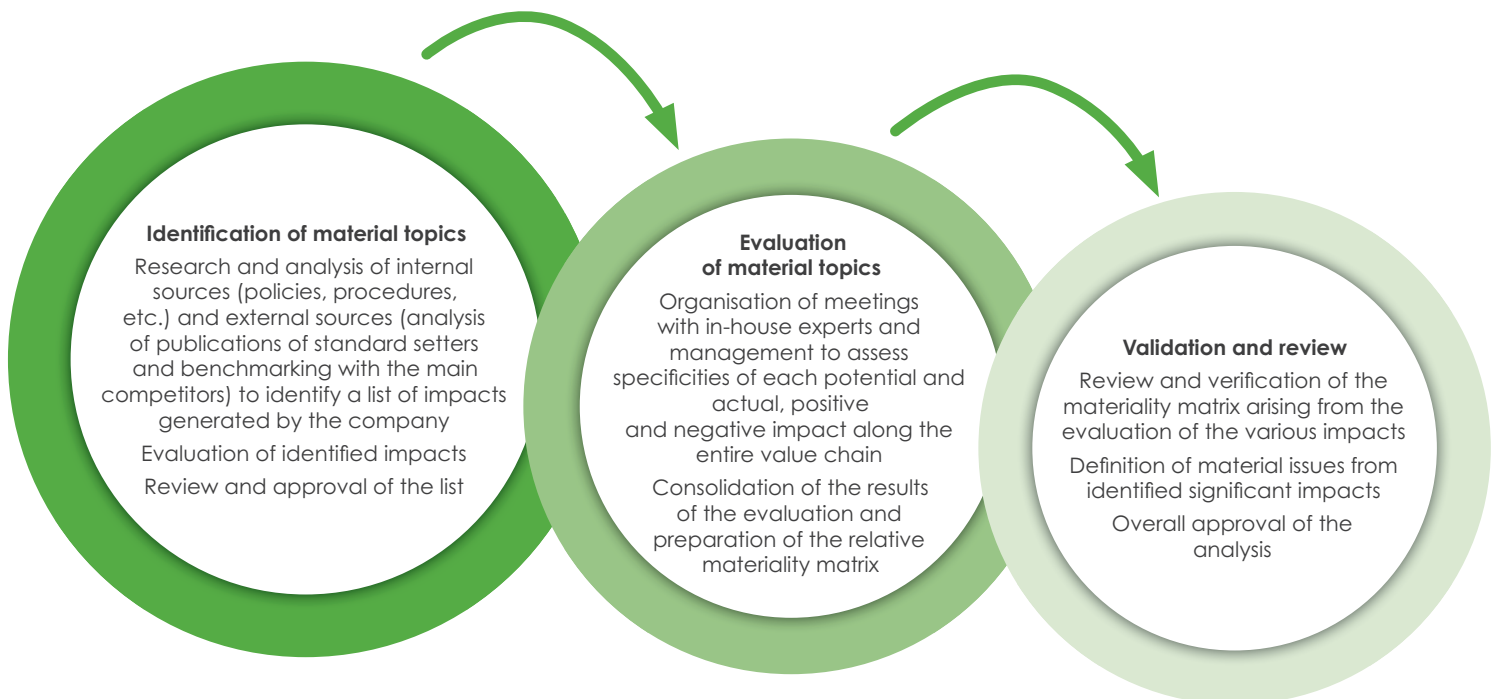 Identification of material topics
Research and analysis of internal
sources (policies, procedures,
etc.) and external sources (analysis
of publications of standard setters
and benchmarking with the main
competitors) to identify a list of impacts
generated by the company
Evaluation of identified impacts
Review and approval of the list
Evaluation
of material topics
Organisation of meetings
with in-house experts and
management to assess
specificities of each potential and
actual, positive
and negative impact along the
entire value chain
Consolidation of the results
of the evaluation and
preparation of the relative
materiality matrix
Validation and review
Review and verification of the
materiality matrix arising from the
evaluation of the various impacts
Definition of material issues from
identified significant impacts
Overall approval of the
analysis